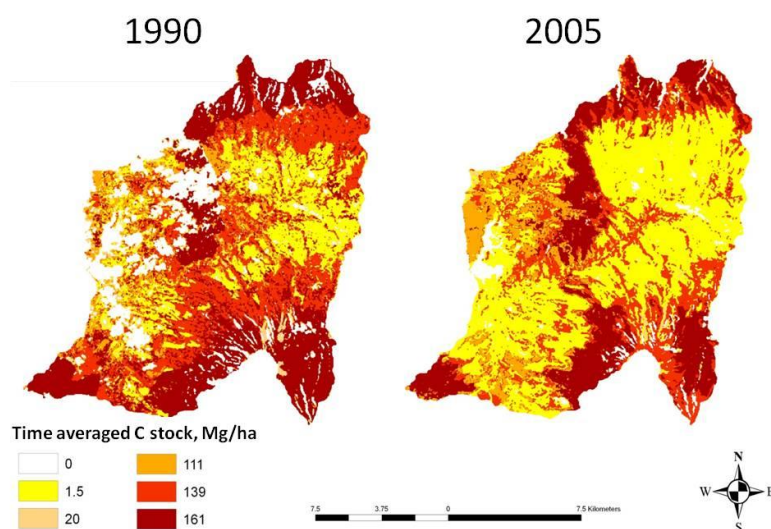 1990 2005
Time averaged C stock, Mg/ha
0 111
1.5 139
20 161
7.5 3.75 0 7.5 Kilometers
N
W E
S